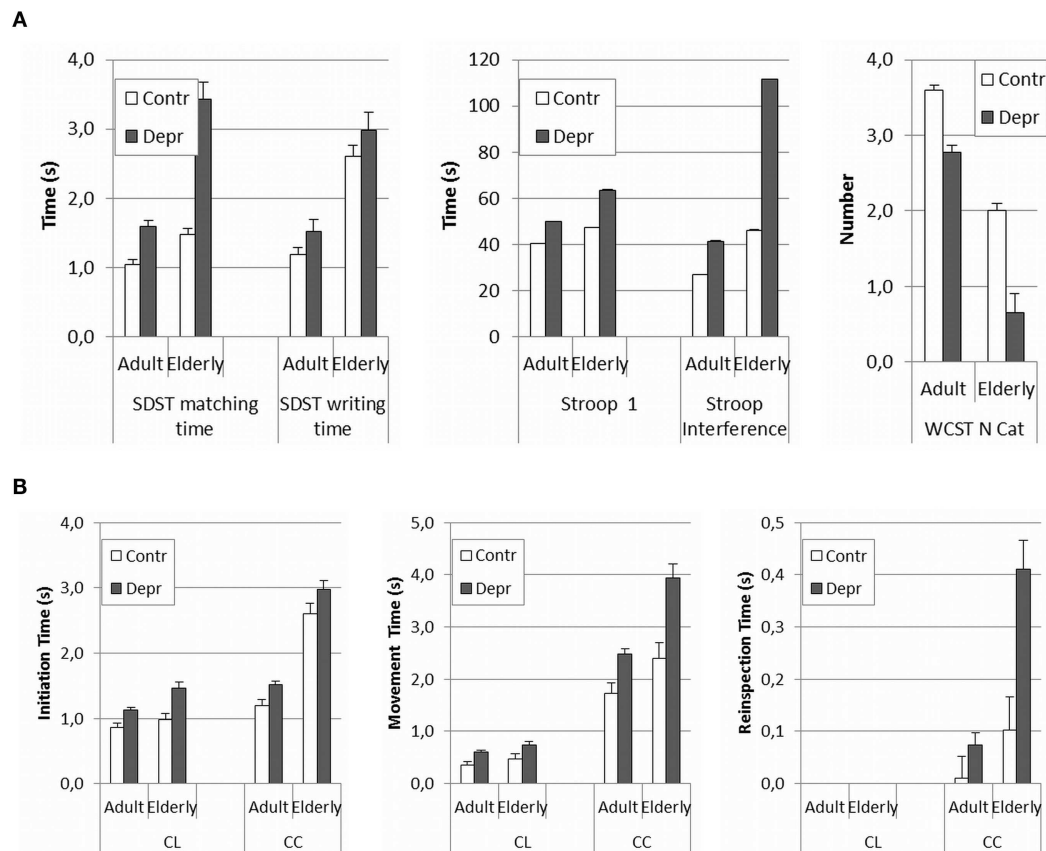 A
4,0
3,0
2,0
1,0
0,0
Time (s)
Contr
Depr
Adult Elderly Adult Elderly
SDST matching time
SDST writing time
120
100
80
60
40
20
0
Time (s)
Contr
Depr
Adult Elderly Adult Elderly
Stroop 1
Stroop Interference
4,0
3,0
2,0
1,0
0,0
Number
Contr
Depr
Adult Elderly
WCST N Cat
B
4,0
3,0
2,0
1,0
0,0
Initiation Time (s)
Contr
Depr
Adult Elderly Adult Elderly
CL CC
5,0
4,0
3,0
2,0
1,0
0,0
Movement Time (s)
Contr
Depr
Adult Elderly Adult Elderly
CL CC
0,5
0,4
0,3
0,2
0,1
0,0
Reinspection Time (s)
Contr
Depr
Adult Elderly Adult Elderly
CL CC